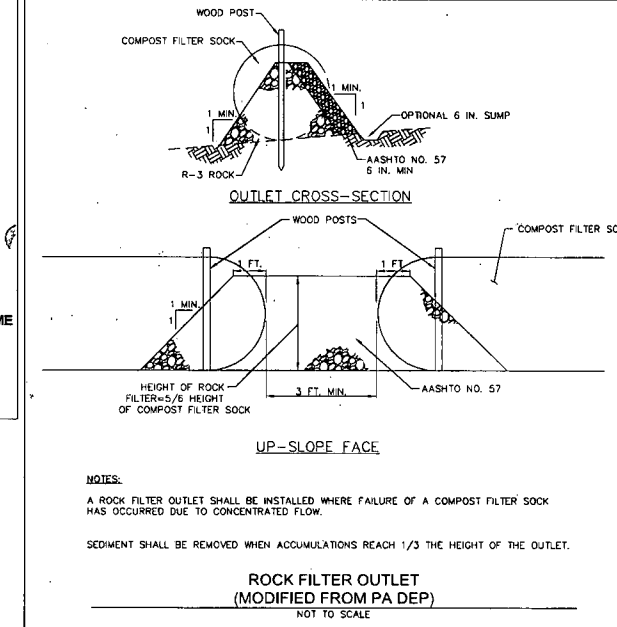 WOOD POST
COMPOST FILTER SOCK
1 MIN.
1
1 MIN.
1
OPTIONAL 6 IN. SUMP
AASHTO NO. 57
6 IN. MIN
R-3 ROCK
OUTLET CROSS-SECTION
WOOD POSTS
COMPOST FILTER SO
1 FT.
1 FT.
1 MIN.
1
ME
HEIGHT OF ROCK
FILTER=5/6 HEIGHT
OF COMPOST FILTER SOCK
3 FT. MIN.
AASHTO NO. 57
UP-SLOPE FACE
NOTES:
A ROCK FILTER OUTLET SHALL BE INSTALLED WHERE FAILURE OF A COMPOST FILTER SOCK
HAS OCCURRED DUE TO CONCENTRATED FLOW.
SEDIMENT SHALL BE REMOVED WHEN ACCUMULATIONS REACH 1/3 THE HEIGHT OF THE OUTLET.
ROCK FILTER OUTLET
(MODIFIED FROM PA DEP)
NOT TO SCALE